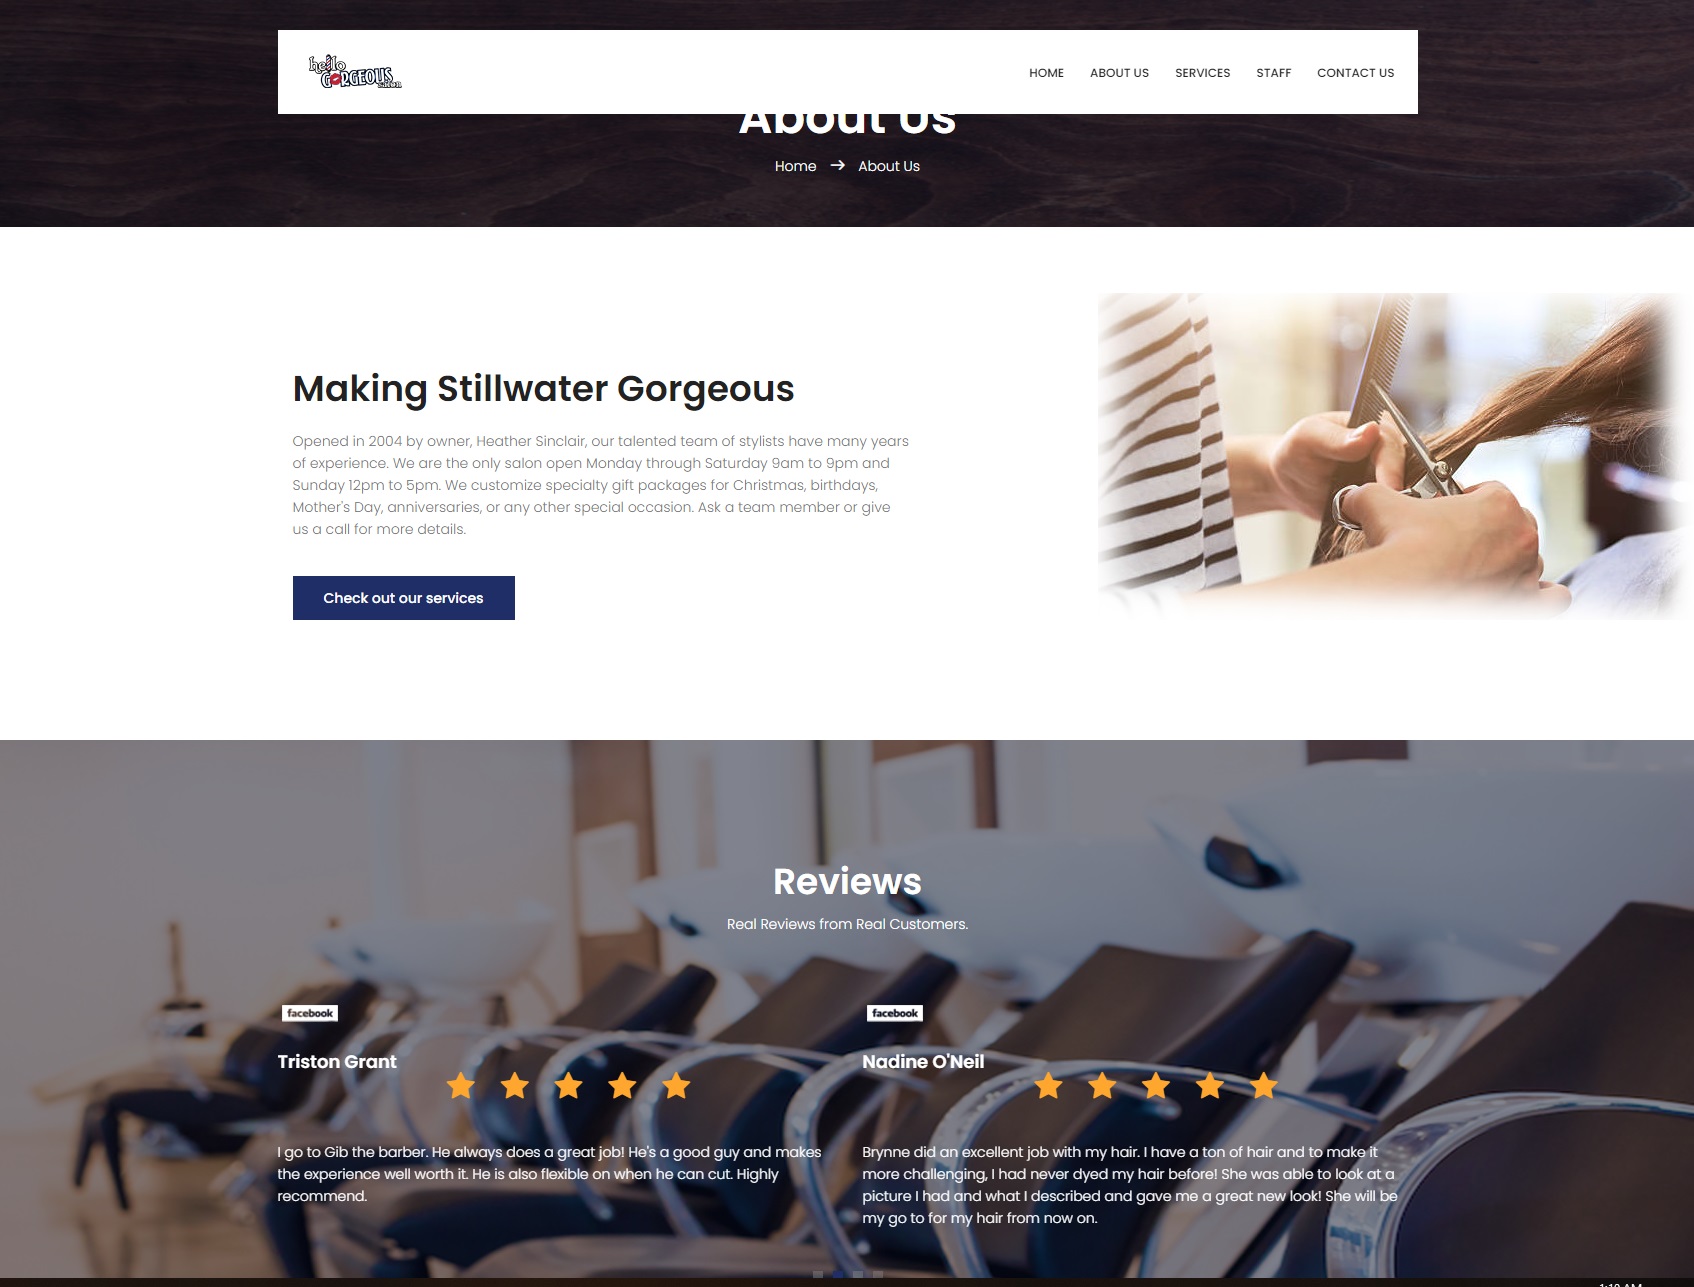 hello
GORGEOUS
salon
HOME ABOUT US SERVICES STAFF CONTACT US
About Us
Home → About Us
Making Stillwater Gorgeous
Opened in 2004 by owner, Heather Sinclair, our talented team of stylists have many years
of experience. We are the only salon open Monday through Saturday 9am to 9pm and
Sunday 12pm to 5pm. We customize specialty gift packages for Christmas, birthdays,
Mother's Day, anniversaries, or any other special occasion. Ask a team member or give
us a call for more details.
Check out our services
Reviews
Real Reviews from Real Customers.
facebook
Triston Grant
I go to Gib the barber. He always does a great job! He's a good guy and makes
the experience well worth it. He is also flexible on when he can cut. Highly
recommend.
facebook
Nadine O'Neil
Brynne did an excellent job with my hair. I have a ton of hair and to make it
more challenging, I had never dyed my hair before! She was able to look at a
picture I had and what I described and gave me a great new look! She will be
my go to for my hair from now on.